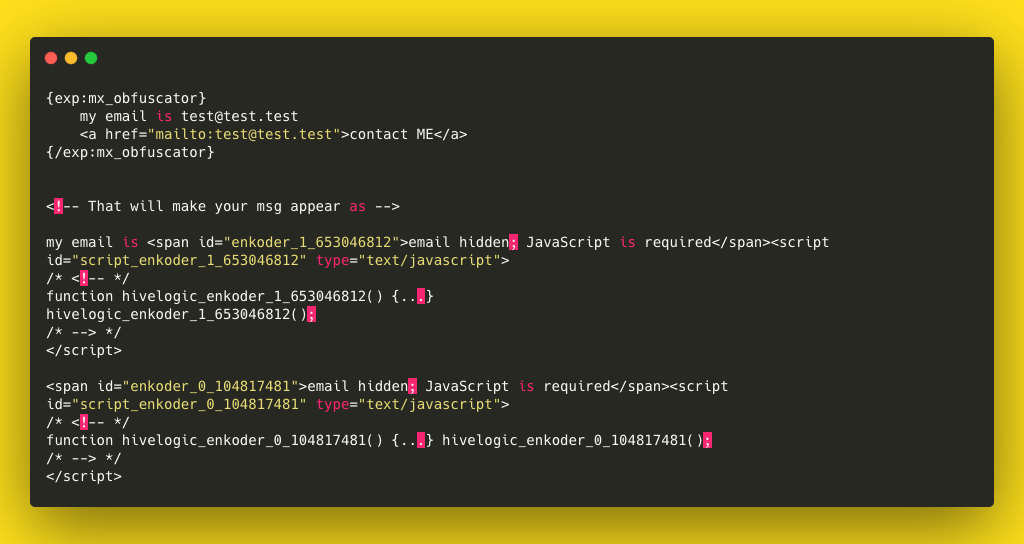 {exp:mx_obfuscator}
    my email is test@test.test
    <a href="mailto:test@test.test">contact ME</a>
{/exp:mx_obfuscator}
<!-- That will make your msg appear as -->
my email is <span id="enkoder_1_653046812">email hidden; JavaScript is required</span><script
id="script_enkoder_1_653046812" type="text/javascript">
/* <!-- */
function hivelogic_enkoder_1_653046812() {...}
hivelogic_enkoder_1_653046812();
/* --> */
</script>
<span id="enkoder_0_104817481">email hidden; JavaScript is required</span><script
id="script_enkoder_0_104817481" type="text/javascript">
/* <!-- */
function hivelogic_enkoder_0_104817481() {...} hivelogic_enkoder_0_104817481();
/* --> */
</script>